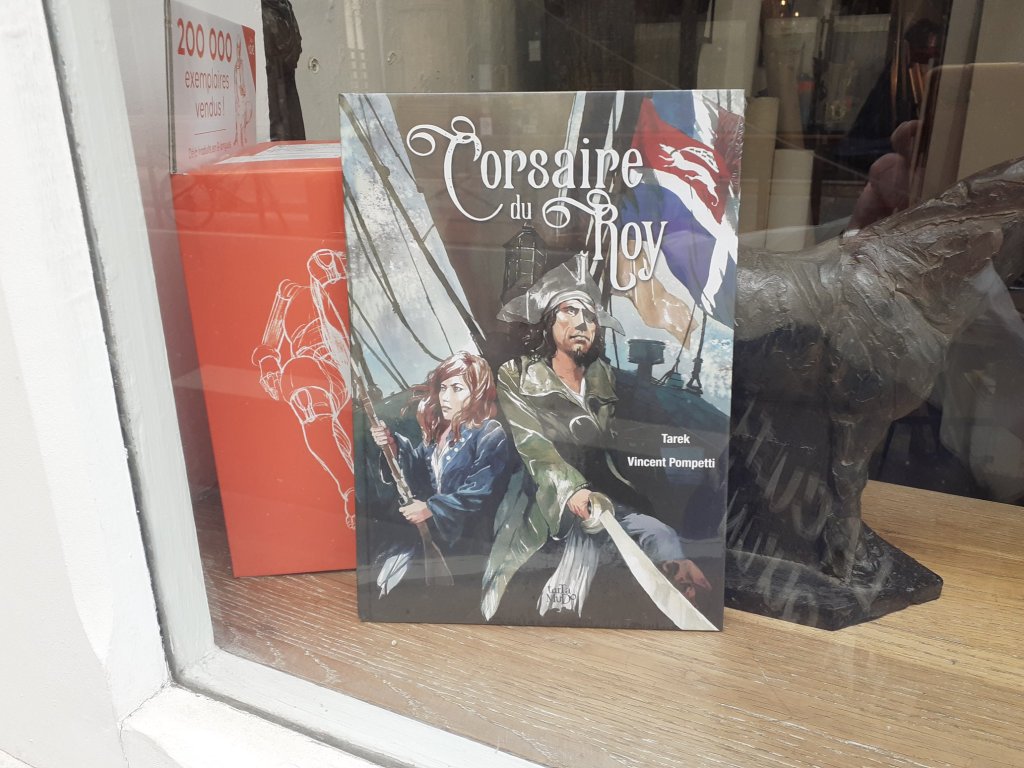 200 000
exemplaires
vendus !
Corsaire
du Roy
Tarek
Vincent Pompetti